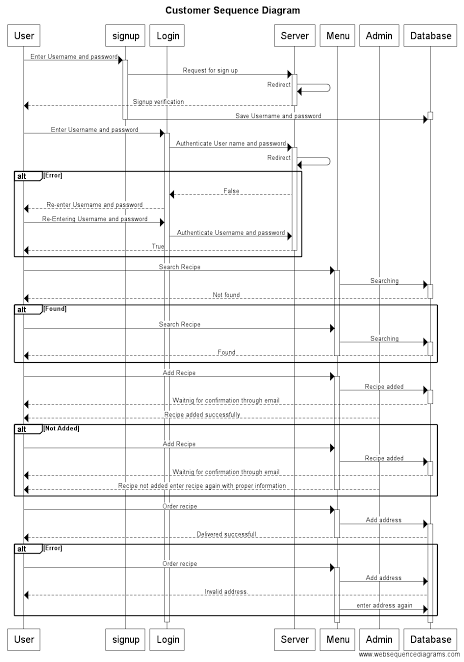 Customer Sequence Diagram
User signup Login Server Menu Admin Database
Enter Username and password
Request for sign up
Redirect
Signup verification
Save Username and password
Enter Username and password
Authenticate User name and password
Redirect
alt [Error]
False
Re-enter Username and password
Re-Entering Username and password
Authenticate Username and password
True
Search Recipe
Searching
Not found
alt [Found]
Search Recipe
Searching
Found
Add Recipe
Recipe added
Waitnig for confirmation through email
Recipe added successfully
alt [Not Added]
Add Recipe
Recipe added
Waitnig for confirmation through email
Recipe not added enter recipe again with proper information
Order recipe
Add address
Delivered successfull
alt [Error]
Order recipe
Add address
Invalid address.
enter address again
User signup Login Server Menu Admin Database
www.websequencediagrams.com